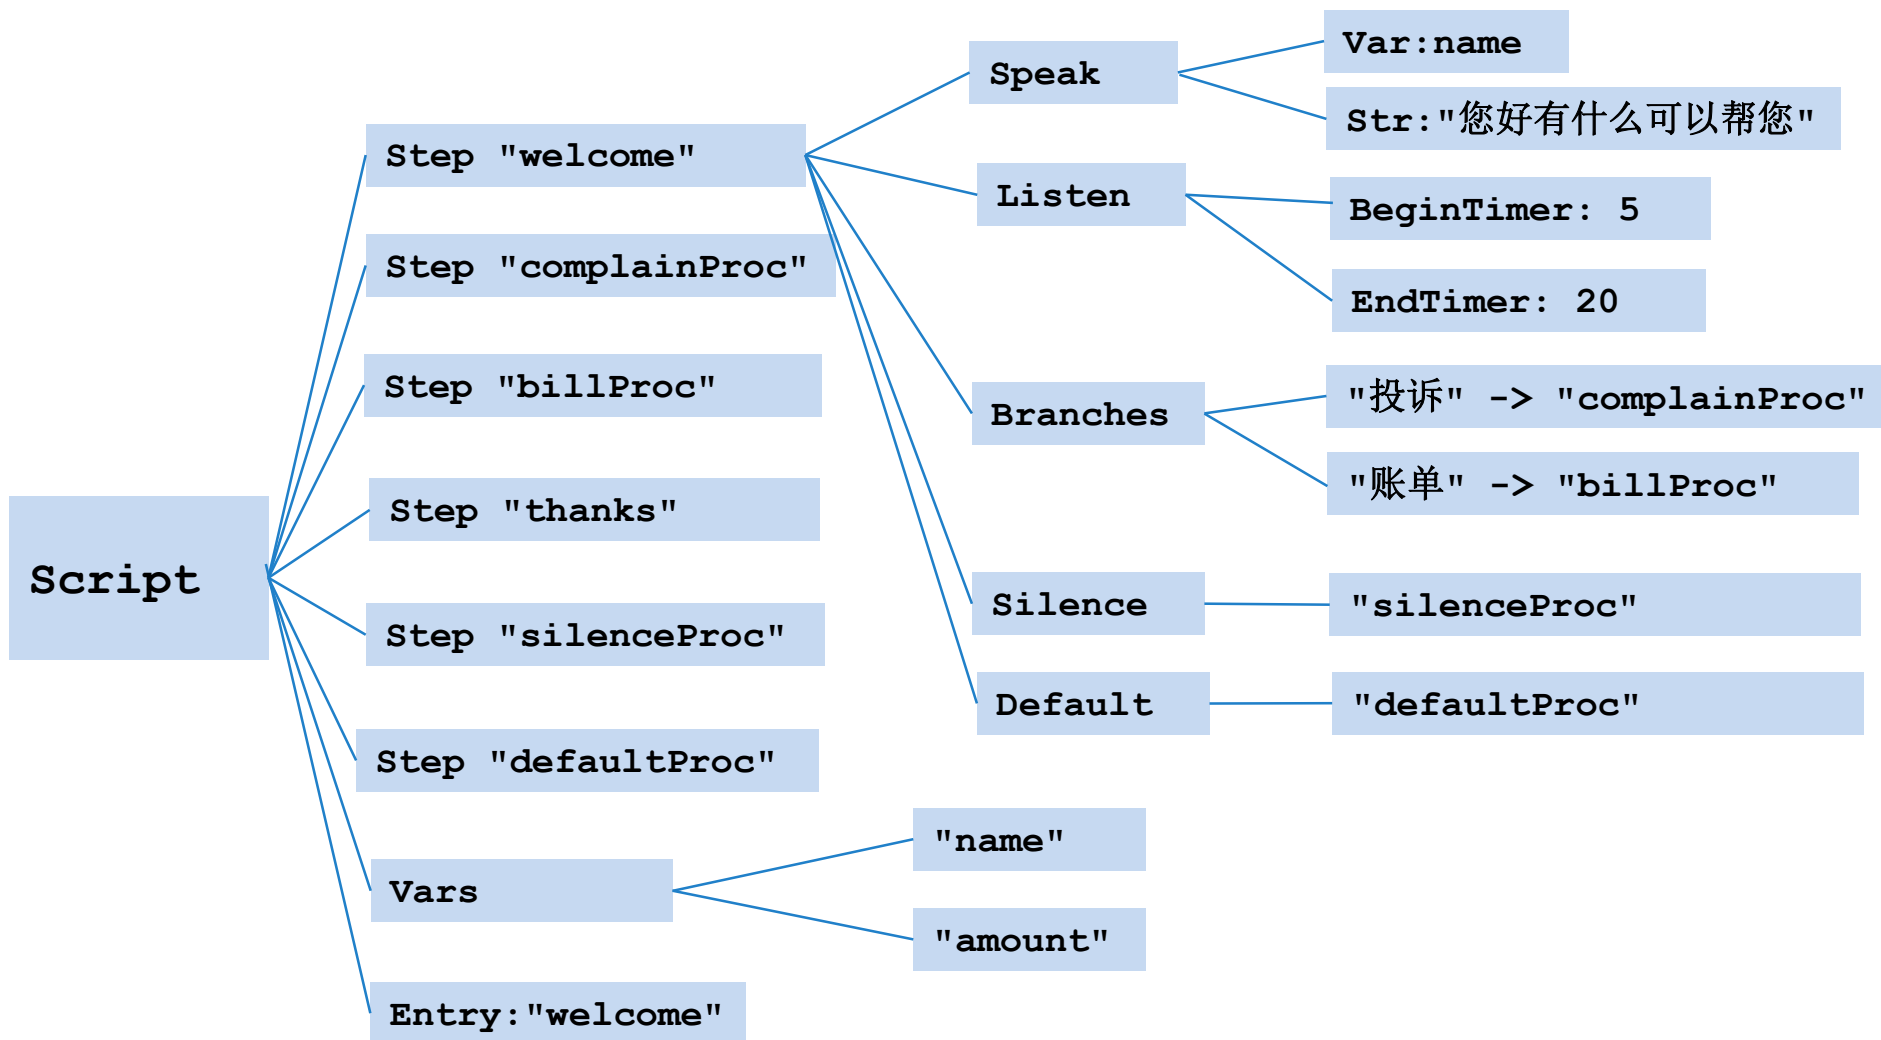 Script
Step "welcome"
Step "complainProc"
Step "billProc"
Step "thanks"
Step "silenceProc"
Step "defaultProc"
Vars
Entry:"welcome"
Speak
Listen
Branches
Silence
Default
"name"
"amount"
Var:name
Str:"您好有什么可以帮您"
BeginTimer: 5
EndTimer: 20
"投诉" -> "complainProc"
"账单" -> "billProc"
"silenceProc"
"defaultProc"